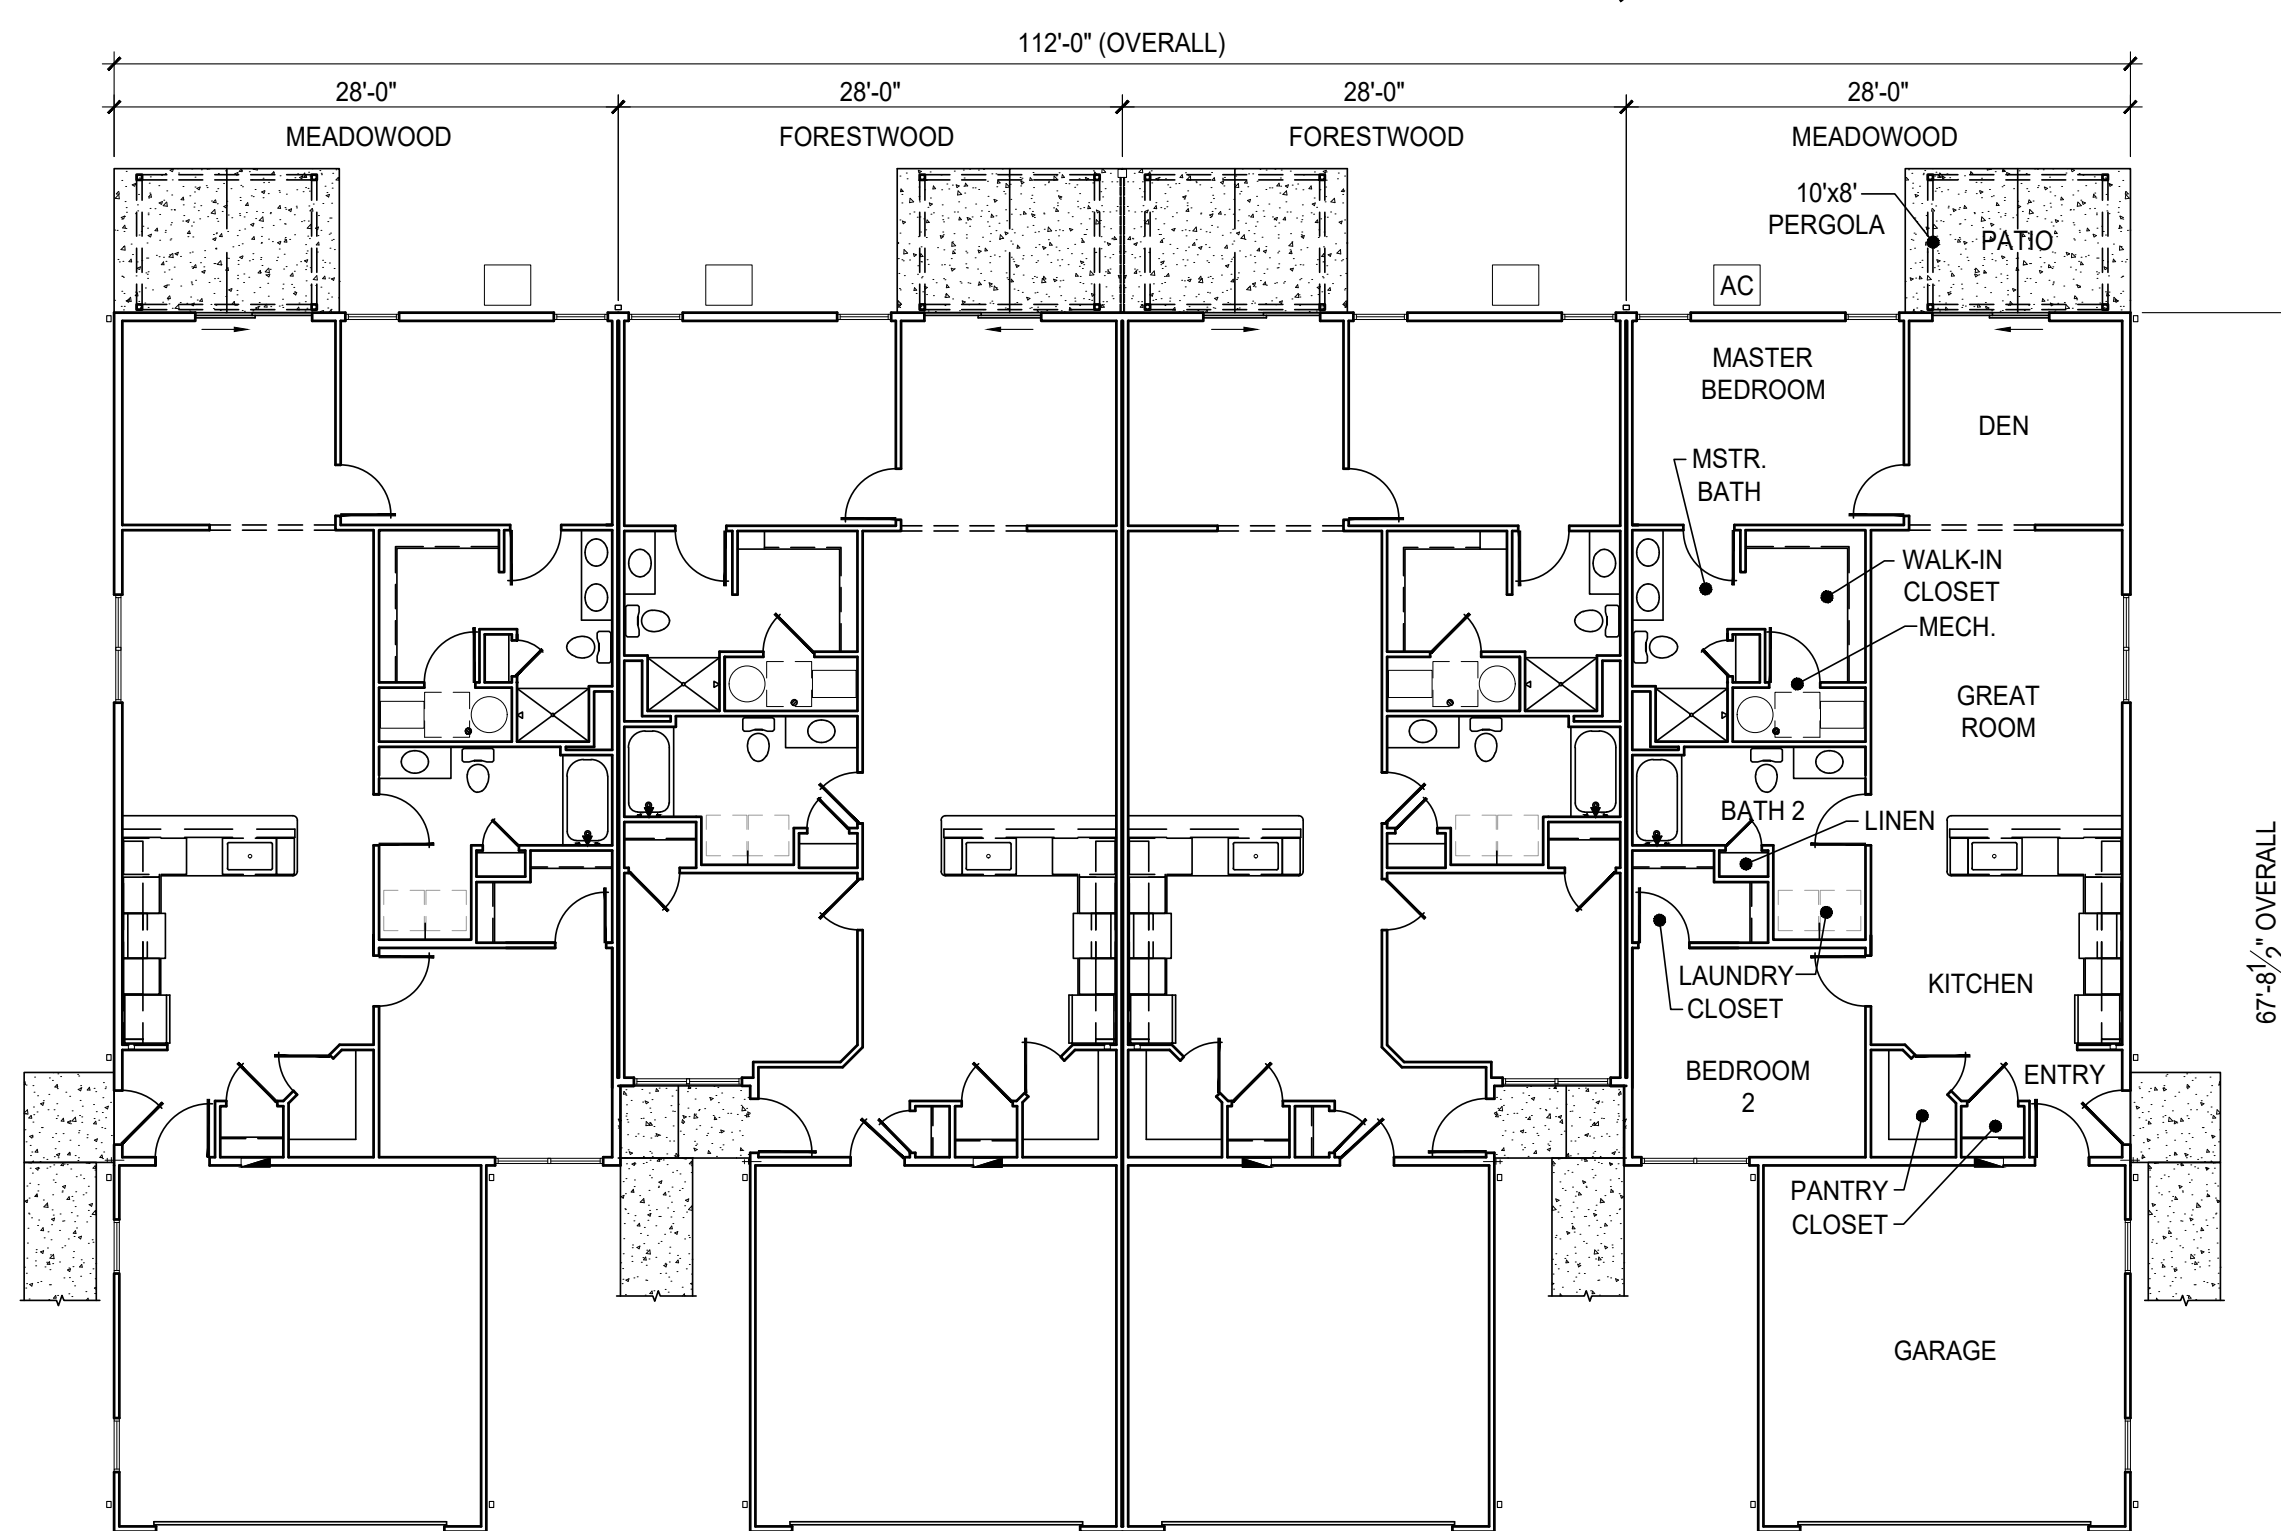 112'-0" (OVERALL)
28'-0"
28'-0"
28'-0"
28'-0"
MEADOWOOD
FORESTWOOD
FORESTWOOD
MEADOWOOD
10'x8'
PERGOLA
PATIO
AC
MASTER
BEDROOM
DEN
MSTR.
BATH
WALK-IN
CLOSET
MECH.
GREAT
ROOM
BATH 2
LINEN
LAUNDRY
CLOSET
KITCHEN
BEDROOM
2
ENTRY
PANTRY
CLOSET
GARAGE
67'-8½" OVERALL